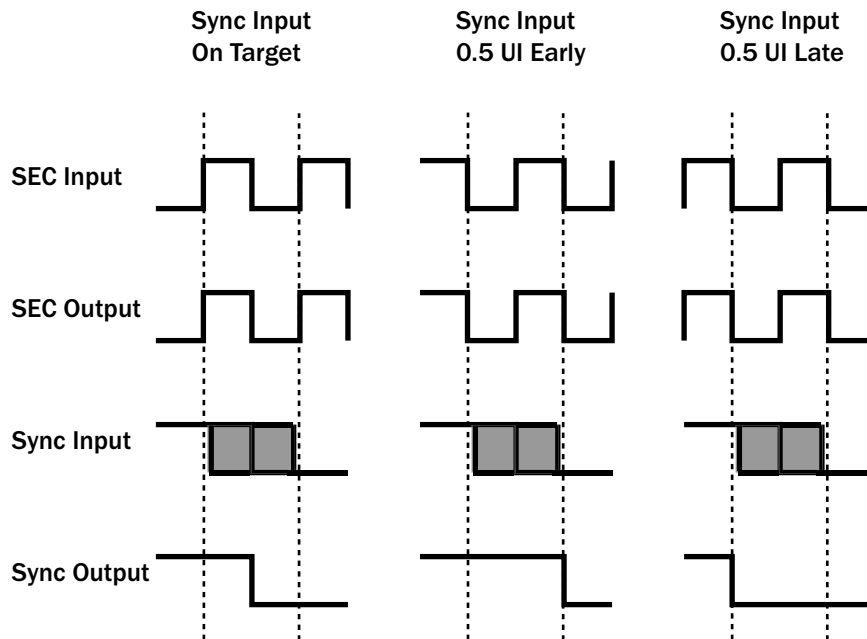 Sync Input
On Target
Sync Input
0.5 UI Early
Sync Input
0.5 UI Late
SEC Input
SEC Output
Sync Input
Sync Output